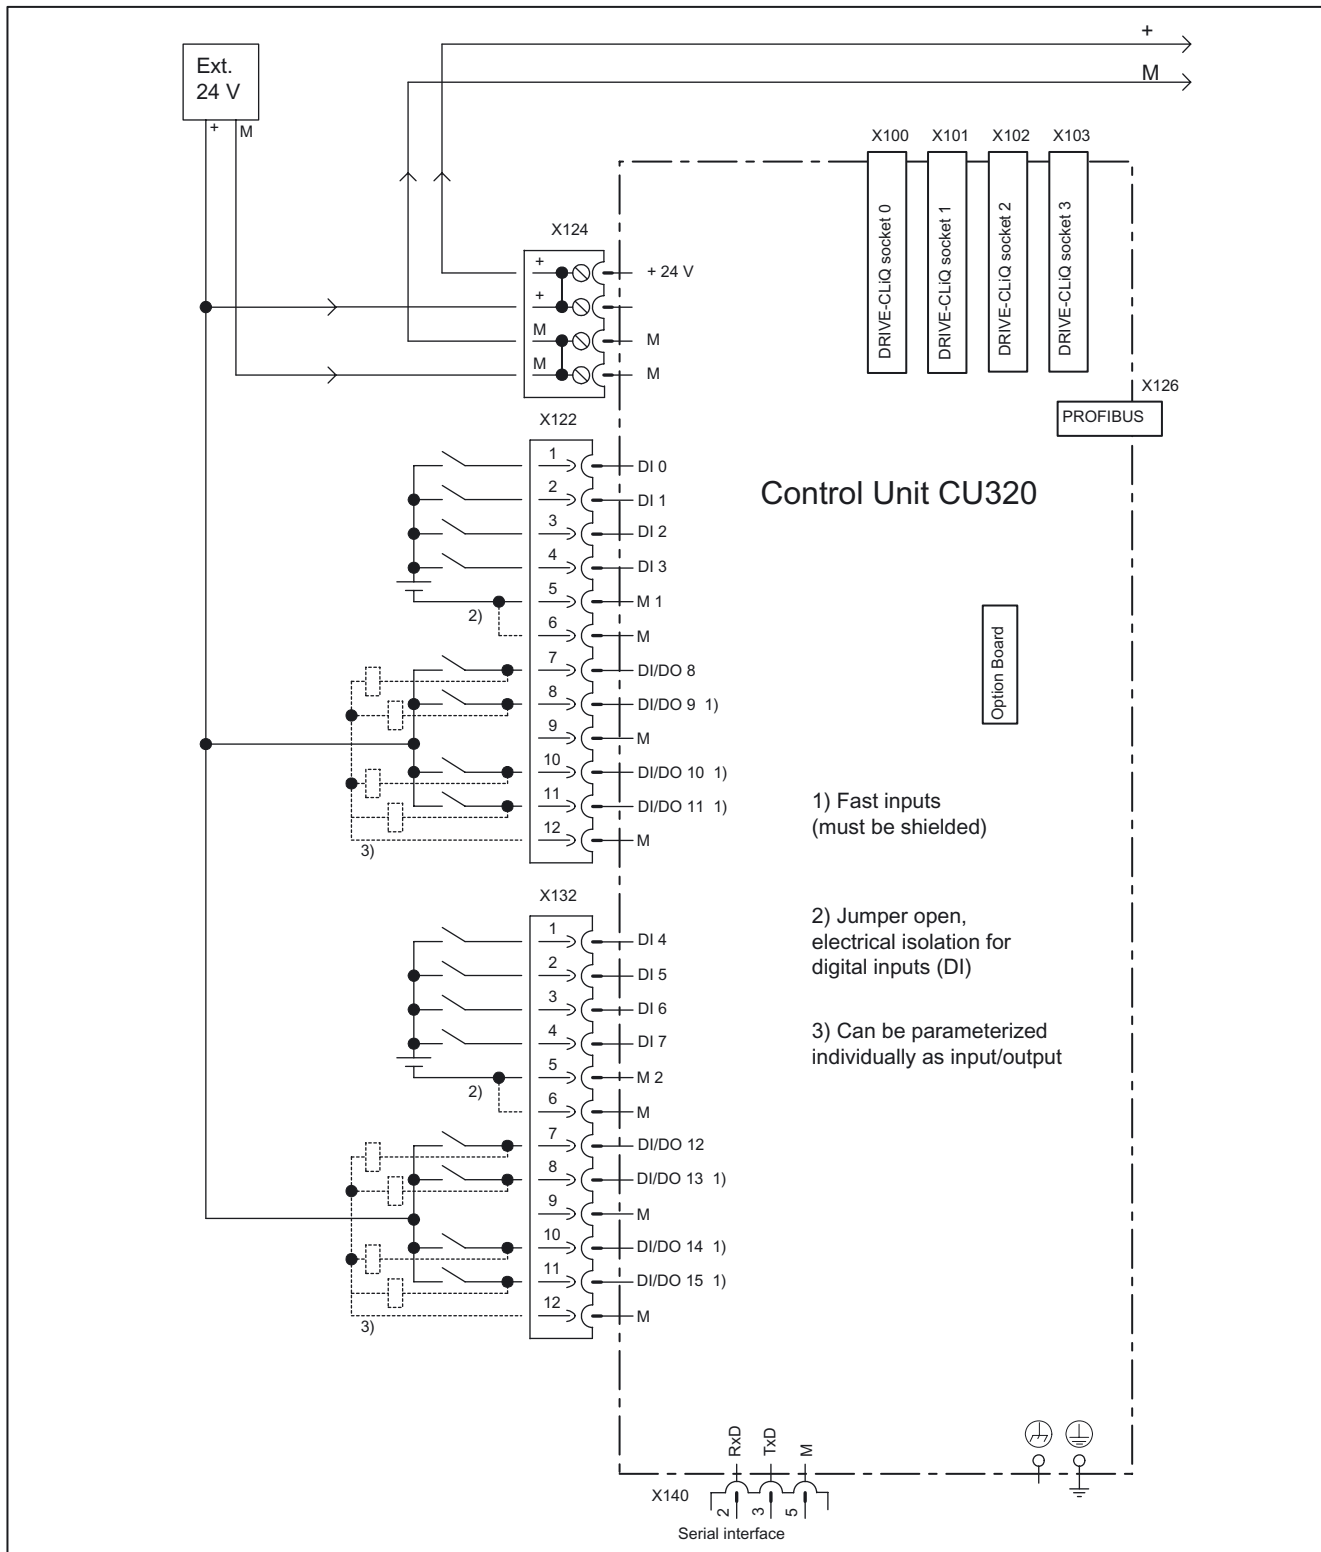 +
M
Ext.
24 V
+ M
X100 X101 X102 X103
DRIVE-CLiQ socket 0
DRIVE-CLiQ socket 1
DRIVE-CLiQ socket 2
DRIVE-CLiQ socket 3
X124
+ + 24 V
+
M M
M M
X126
PROFIBUS
Control Unit CU320
Option Board
X122
1 DI 0
2 DI 1
3 DI 2
4 DI 3
5 M 1
2)
6 M
7 DI/DO 8
8 DI/DO 9 1)
9 M
10 DI/DO 10 1)
11 DI/DO 11 1)
12 M
3)
1) Fast inputs
(must be shielded)
2) Jumper open,
electrical isolation for
digital inputs (DI)
3) Can be parameterized
individually as input/output
X132
1 DI 4
2 DI 5
3 DI 6
4 DI 7
5 M 2
2)
6 M
7 DI/DO 12
8 DI/DO 13 1)
9 M
10 DI/DO 14 1)
11 DI/DO 15 1)
12 M
3)
RxD
TxD
M
X140
2
3
5
Serial interface